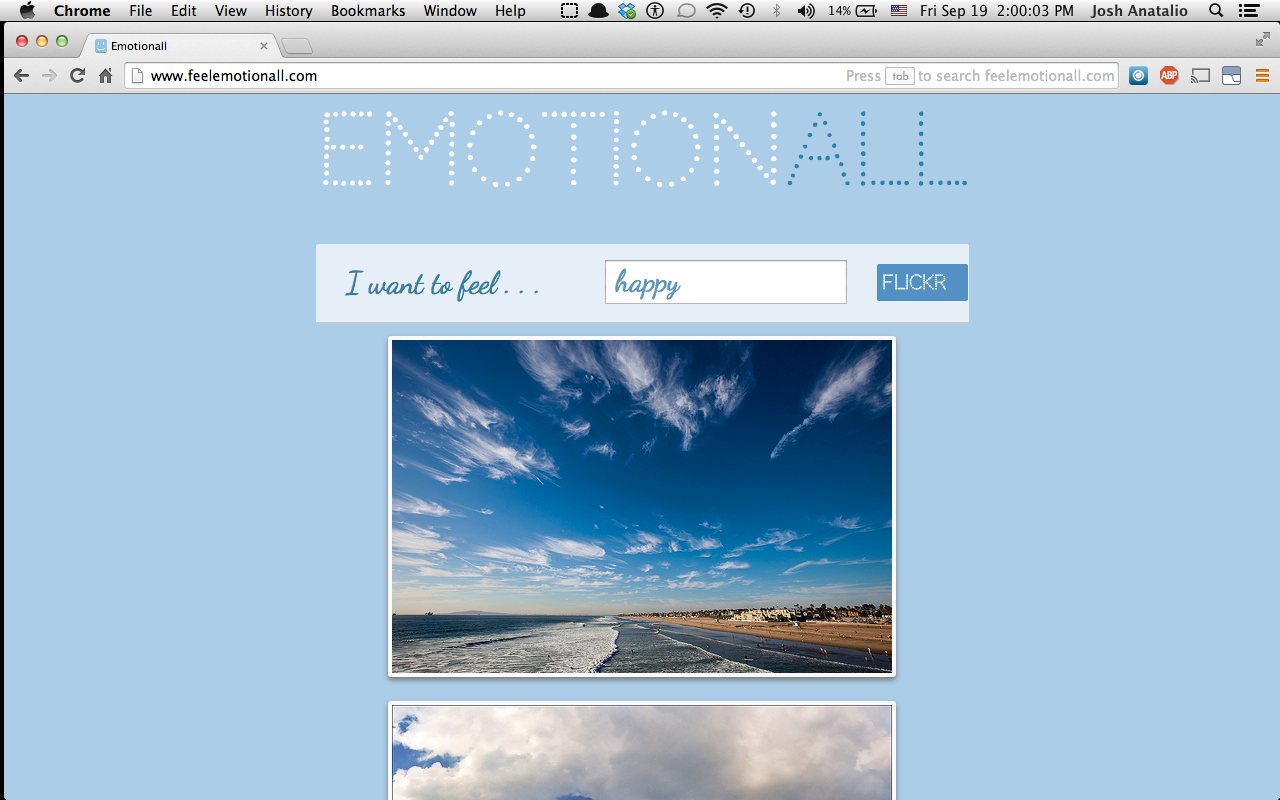 Chrome File Edit View History Bookmarks Window Help 14% Fri Sep 19 2:00:03 PM Josh Anatalio
Emotionall
www.feelemotionall.com Press tab to search feelemotionall.com ABP
EMOTIONALL
I want to feel . . . happy FLICKR